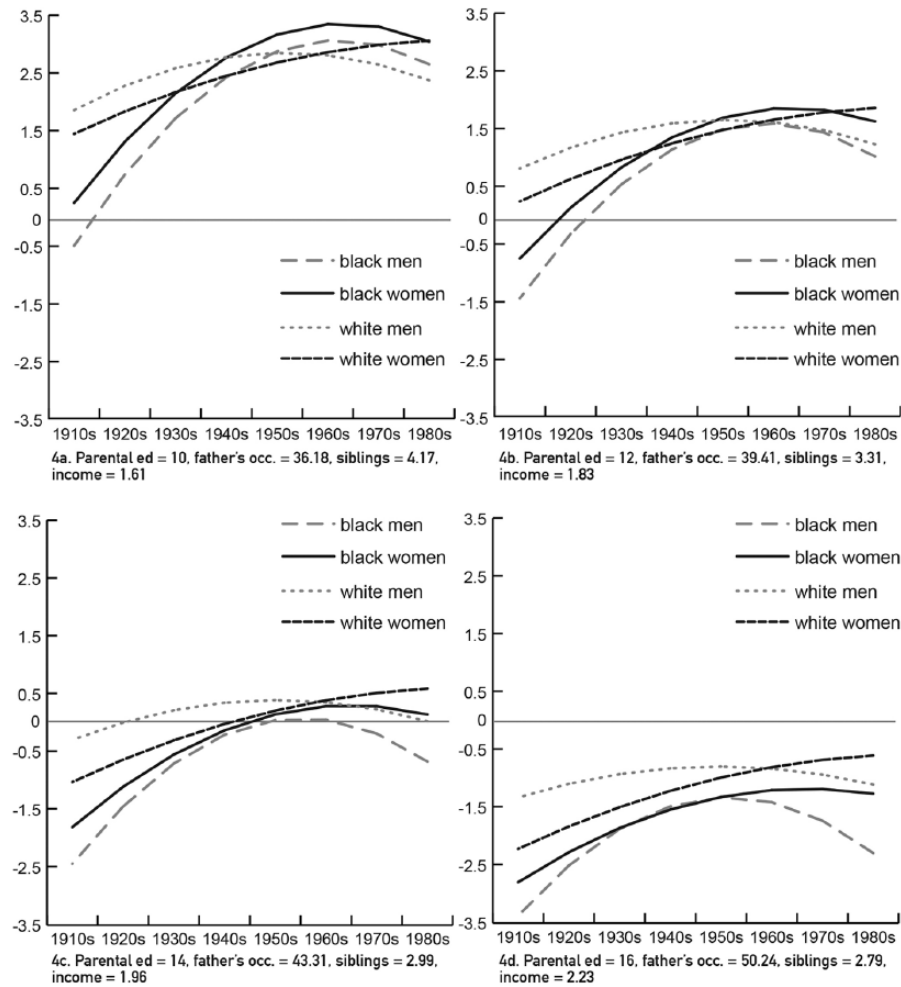 3.5
2.5
1.5
0.5
0
-0.5
-1.5
-2.5
-3.5
black men
black women
white men
white women
1910s 1920s 1930s 1940s 1950s 1960s 1970s 1980s
4a. Parental ed = 10, father's occ. = 36.18, siblings = 4.17,
income = 1.61
3.5
2.5
1.5
0.5
0
-0.5
-1.5
-2.5
-3.5
black men
black women
white men
white women
1910s 1920s 1930s 1940s 1950s 1960s 1970s 1980s
4b. Parental ed = 12, father's occ. = 39.41, siblings = 3.31,
income = 1.83
3.5
2.5
1.5
0.5
0
-0.5
-1.5
-2.5
-3.5
black men
black women
white men
white women
1910s 1920s 1930s 1940s 1950s 1960s 1970s 1980s
4c. Parental ed = 14, father's occ. = 43.31, siblings = 2.99,
income = 1.96
3.5
2.5
1.5
0.5
0
-0.5
-1.5
-2.5
-3.5
black men
black women
white men
white women
1910s 1920s 1930s 1940s 1950s 1960s 1970s 1980s
4d. Parental ed = 16, father's occ. = 50.24, siblings = 2.79,
income = 2.23